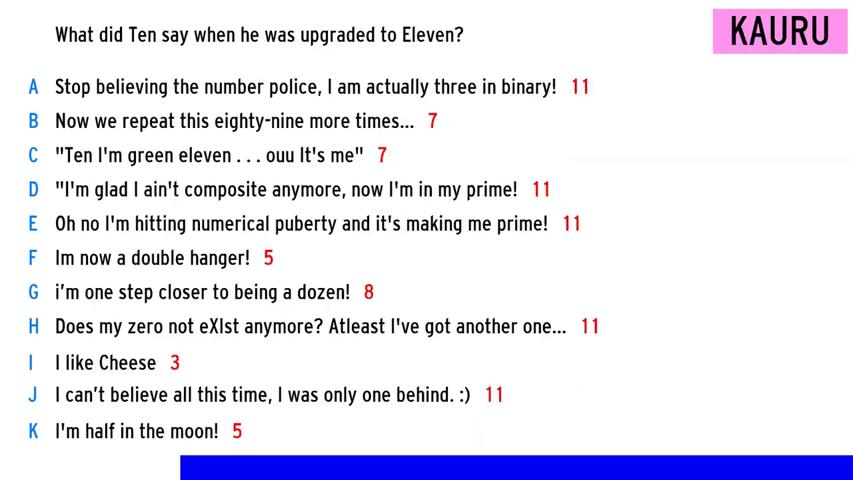 What did Ten say when he was upgraded to Eleven?
KAURU
A Stop believing the number police, I am actually three in binary! 11
B Now we repeat this eighty-nine more times... 7
C "Ten I'm green eleven . . . ouu It's me" 7
D "I'm glad I ain't composite anymore, now I'm in my prime! 11
E Oh no I'm hitting numerical puberty and it's making me prime! 11
F Im now a double hanger! 5
G i’m one step closer to being a dozen! 8
H Does my zero not eXIst anymore? Atleast I've got another one... 11
I I like Cheese 3
J I can’t believe all this time, I was only one behind. :) 11
K I'm half in the moon! 5